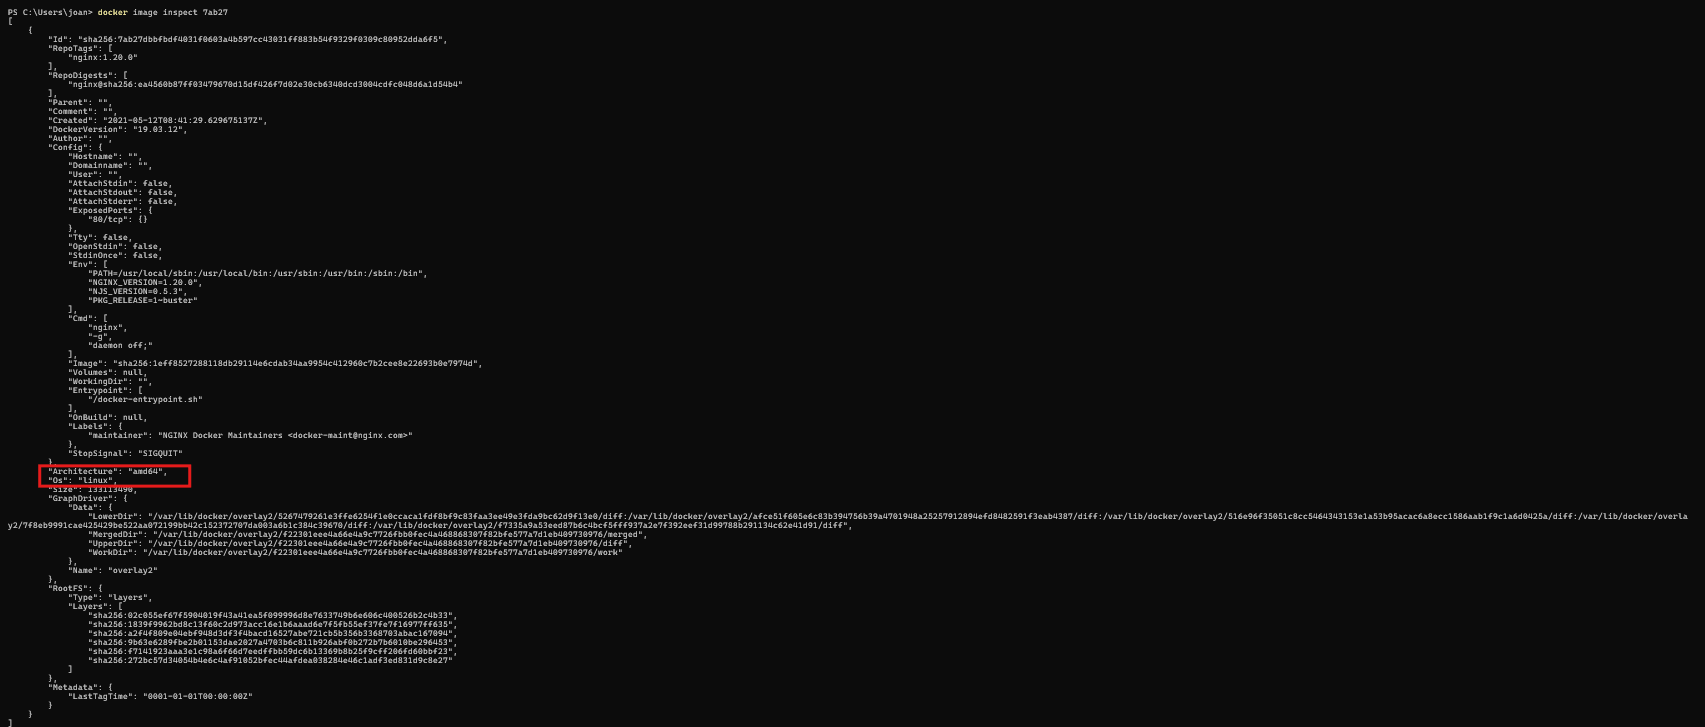 PS C:\Users\joan> docker image inspect 7ab27
[
    {
        "Id": "sha256:7ab27dbbfbdf4031f0603a4b597cc43031ff883b54f9329f0309c80952dda6f5",
        "RepoTags": [
            "nginx:1.20.0"
        ],
        "RepoDigests": [
            "nginx@sha256:ea4560b87ff03479670d15df426f7d02e30cb6340dcd3004cdfc048d6a1d54b4"
        ],
        "Parent": "",
        "Comment": "",
        "Created": "2021-05-12T08:41:29.629675137Z",
        "DockerVersion": "19.03.12",
        "Author": "",
        "Config": {
            "Hostname": "",
            "Domainname": "",
            "User": "",
            "AttachStdin": false,
            "AttachStdout": false,
            "AttachStderr": false,
            "ExposedPorts": {
                "80/tcp": {}
            },
            "Tty": false,
            "OpenStdin": false,
            "StdinOnce": false,
            "Env": [
                "PATH=/usr/local/sbin:/usr/local/bin:/usr/sbin:/usr/bin:/sbin:/bin",
                "NGINX_VERSION=1.20.0",
                "NJS_VERSION=0.5.3",
                "PKG_RELEASE=1~buster"
            ],
            "Cmd": [
                "nginx",
                "-g",
                "daemon off;"
            ],
            "Image": "sha256:1eff8527288118db29114e6cdab34aa9954c412960c7b2cee8e22693b0e7974d",
            "Volumes": null,
            "WorkingDir": "",
            "Entrypoint": [
                "/docker-entrypoint.sh"
            ],
            "OnBuild": null,
            "Labels": {
                "maintainer": "NGINX Docker Maintainers <docker-maint@nginx.com>"
            },
            "StopSignal": "SIGQUIT"
        },
        "Architecture": "amd64",
        "Os": "linux",
        "Size": 133113490,
        "GraphDriver": {
            "Data": {
                "LowerDir": "/var/lib/docker/overlay2/5267479261e3ffe6254f1e0ccaca1fdf8bf9c83faa3ee49e3fda9bc62d9f13e0/diff:/var/lib/docker/overlay2/afce51f605e6c83b394756b39a4701948a25257912894efd8482591f3eab4387/diff:/var/lib/docker/overlay2/516e96f35051c8cc5464343153e1a53b95acac6a8ecc1586aab1f9c1a6d0425a/diff:/var/lib/docker/overla
y2/7f8eb9991cae425429be522aa072199bb42c152372707da003a6b1c384c39670/diff:/var/lib/docker/overlay2/f7335a9a53eed87b6c4bcf5fff937a2e7f392eef31d99788b291134c62e41d91/diff",
                "MergedDir": "/var/lib/docker/overlay2/f22301eee4a66e4a9c7726fbb0fec4a468868307f82bfe577a7d1eb409730976/merged",
                "UpperDir": "/var/lib/docker/overlay2/f22301eee4a66e4a9c7726fbb0fec4a468868307f82bfe577a7d1eb409730976/diff",
                "WorkDir": "/var/lib/docker/overlay2/f22301eee4a66e4a9c7726fbb0fec4a468868307f82bfe577a7d1eb409730976/work"
            },
            "Name": "overlay2"
        },
        "RootFS": {
            "Type": "layers",
            "Layers": [
                "sha256:02c055ef67f5904019f43a41ea5f099996d8e7633749b6e606c400526b2c4b33",
                "sha256:1839f9962bd8c13f60c2d973acc16e1b6aaad6e7f5fb55ef37fe7f16977ff635",
                "sha256:a2f4f809e04ebf948d3df3f4bacd16527abe721cb5b356b3368703abac167094",
                "sha256:9b63e6289fbe2b01153dae2027a4703b6c811b926abf0b272b7b6010be296453",
                "sha256:f7141923aaa3e1c98a6f66d7eedffbb59dc6b13369b8b25f9cff206fd60bbf23",
                "sha256:272bc57d34054b4e6c4af91052bfec44afdea038284e46c1adf3ed831d9c8e27"
            ]
        },
        "Metadata": {
            "LastTagTime": "0001-01-01T00:00:00Z"
        }
    }
]